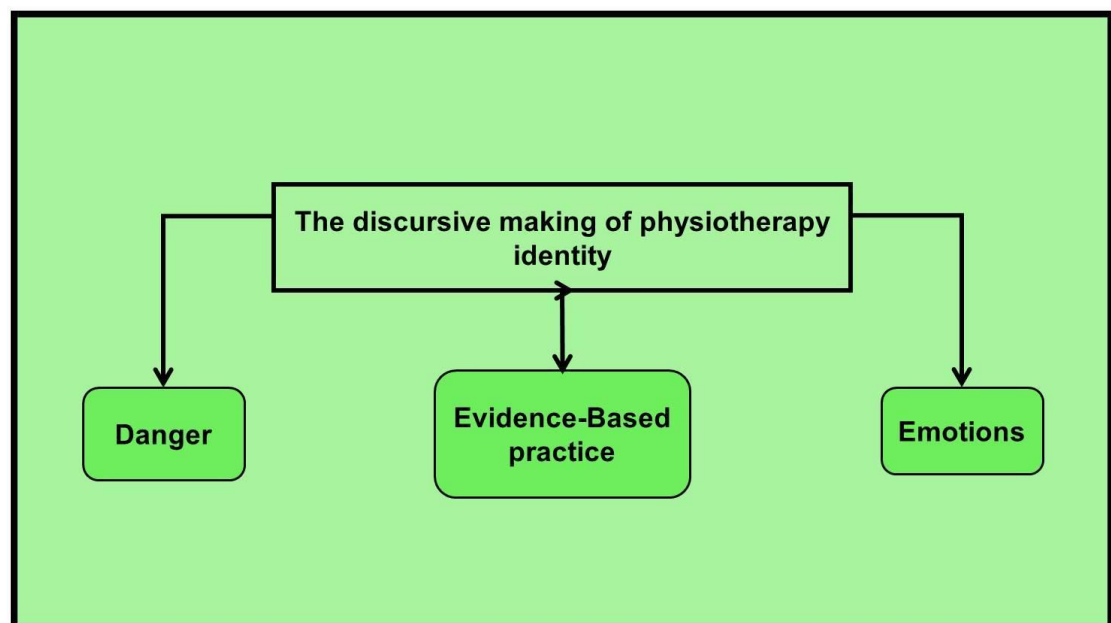 The discursive making of physiotherapy
identity
Danger
Evidence-Based
practice
Emotions